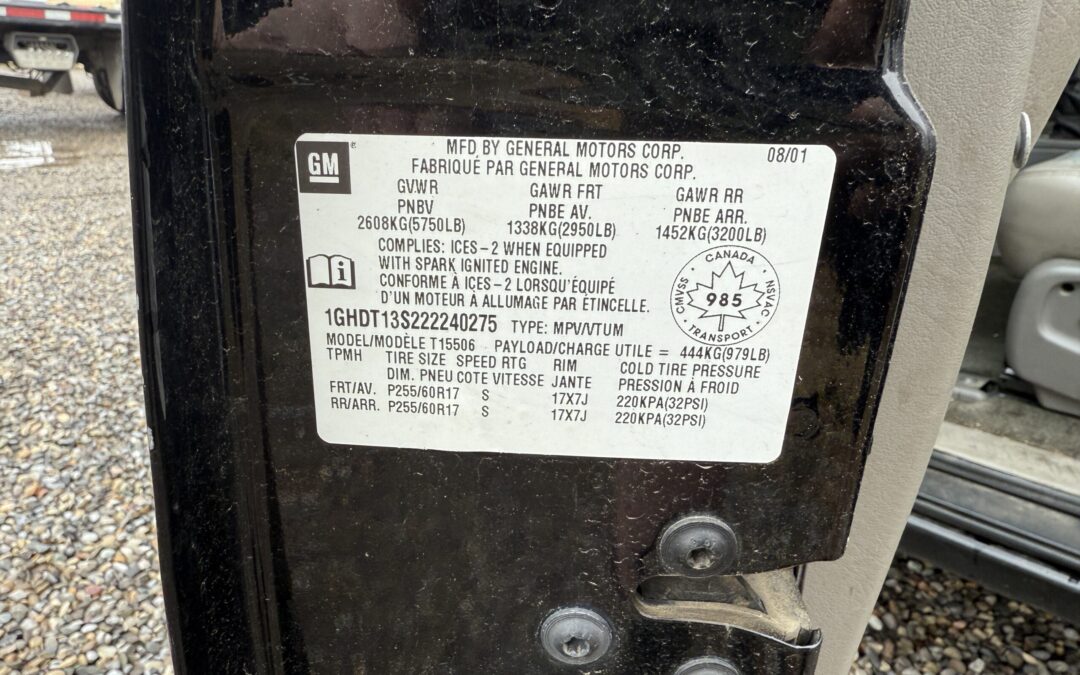 GM
MFD BY GENERAL MOTORS CORP. 08/01
FABRIQUÉ PAR GENERAL MOTORS CORP.
GVWR GAWR FRT GAWR RR
PNBV PNBE AV. PNBE ARR.
2608KG(5750LB) 1338KG(2950LB) 1452KG(3200LB)
COMPLIES: ICES-2 WHEN EQUIPPED
WITH SPARK IGNITED ENGINE.
CONFORME À ICES-2 LORSQU'ÉQUIPÉ
D'UN MOTEUR À ALLUMAGE PAR ÉTINCELLE.
CANADA
CMVSS 985 NSVAC
TRANSPORT
1GHDT13S222240275 TYPE: MPV/VTUM
MODEL/MODÈLE T15506 PAYLOAD/CHARGE UTILE = 444KG(979LB)
TPMH TIRE SIZE SPEED RTG RIM COLD TIRE PRESSURE
DIM. PNEU COTE VITESSE JANTE PRESSION À FROID
FRT/AV. P255/60R17 S 17X7J 220KPA(32PSI)
RR/ARR. P255/60R17 S 17X7J 220KPA(32PSI)